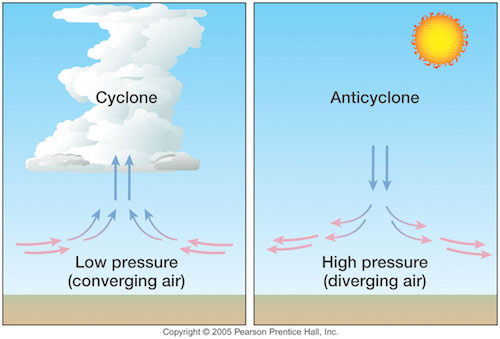 Cyclone
Low pressure
(converging air)
Anticyclone
High pressure
(diverging air)
Copyright © 2005 Pearson Prentice Hall, Inc.